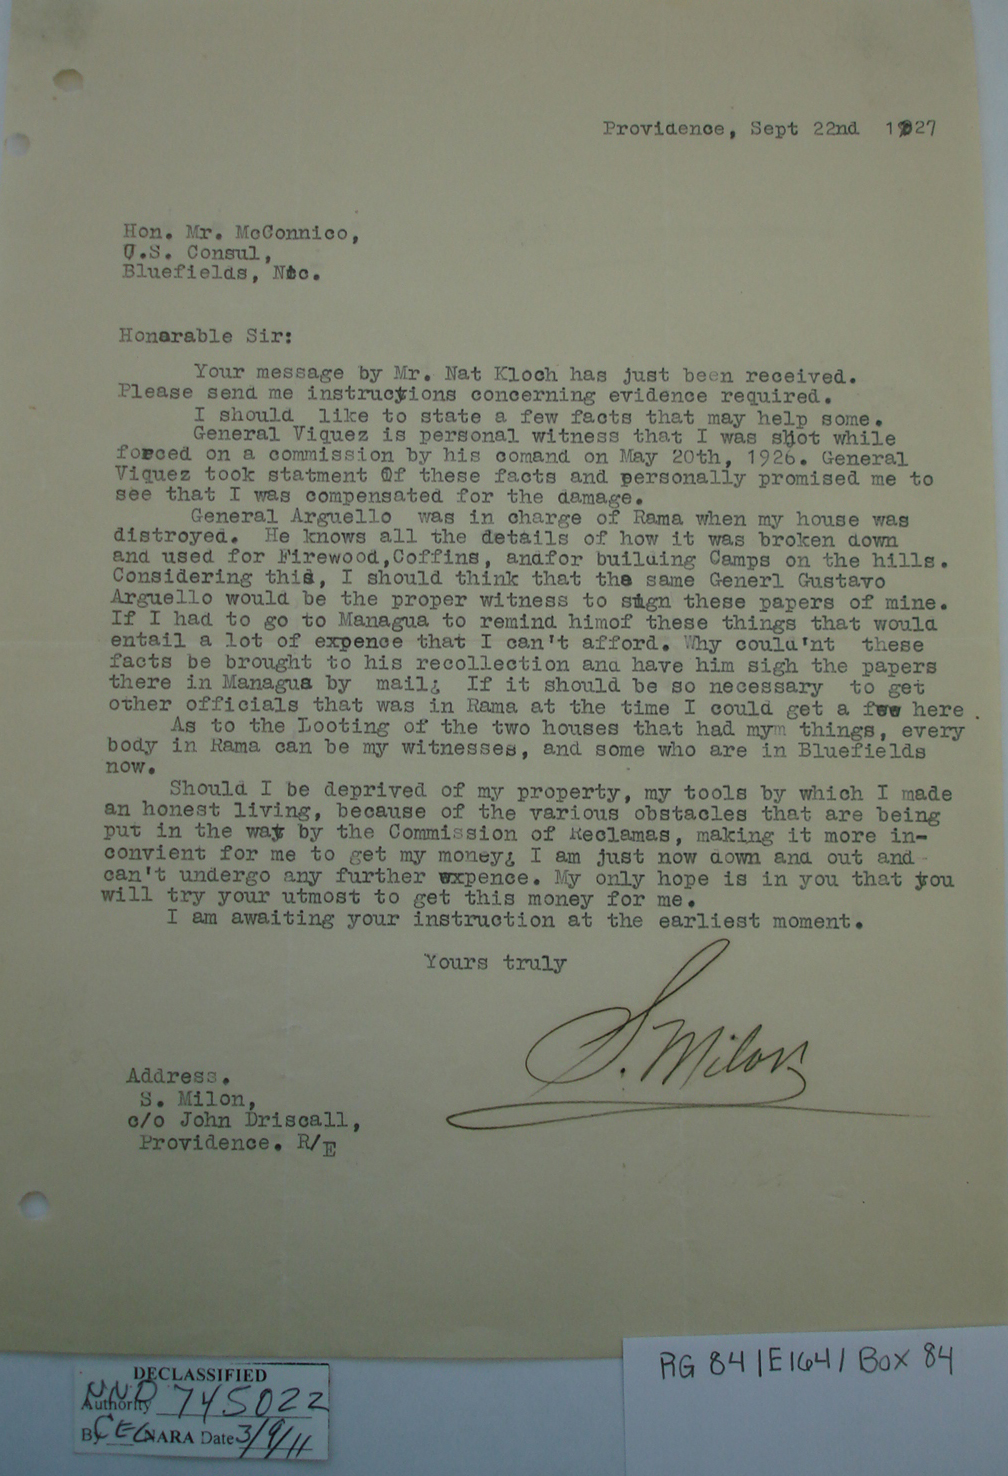 Providence, Sept 22nd 1927
Hon. Mr. McConnico,
U.S. Consul,
Bluefields, Nic.
Honorable Sir:
Your message by Mr. Nat Kloch has just been received.
Please send me instructions concerning evidence required.
I should like to state a few facts that may help some.
General Viquez is personal witness that I was shot while
forced on a commission by his comand on May 20th, 1926. General
Viquez took statment Of these facts and personally promised me to
see that I was compensated for the damage.
General Arguello was in charge of Rama when my house was
distroyed. He knows all the details of how it was broken down
and used for Firewood,Coffins, andfor building Camps on the hills.
Considering this, I should think that the same Generl Gustavo
Arguello would be the proper witness to sign these papers of mine.
If I had to go to Managua to remind himof these things that would
entail a lot of expence that I can't afford. Why could'nt these
facts be brought to his recollection and have him sigh the papers
there in Managua by mail¿ If it should be so necessary to get
other officials that was in Rama at the time I could get a few here .
As to the Looting of the two houses that had mym things, every
body in Rama can be my witnesses, and some who are in Bluefields
now.
Should I be deprived of my property, my tools by which I made
an honest living, because of the various obstacles that are being
put in the way by the Commission of Reclamas, making it more in-
convient for me to get my money¿ I am just now down and out and
can't undergo any further expence. My only hope is in you that you
will try your utmost to get this money for me.
I am awaiting your instruction at the earliest moment.
Yours truly
S. Milon
Address.
S. Milon,
c/o John Driscall,
Providence. R/E
DECLASSIFIED
Authority NND 745022
By CEG NARA Date 3/9/11
RG 84/E164/Box 84